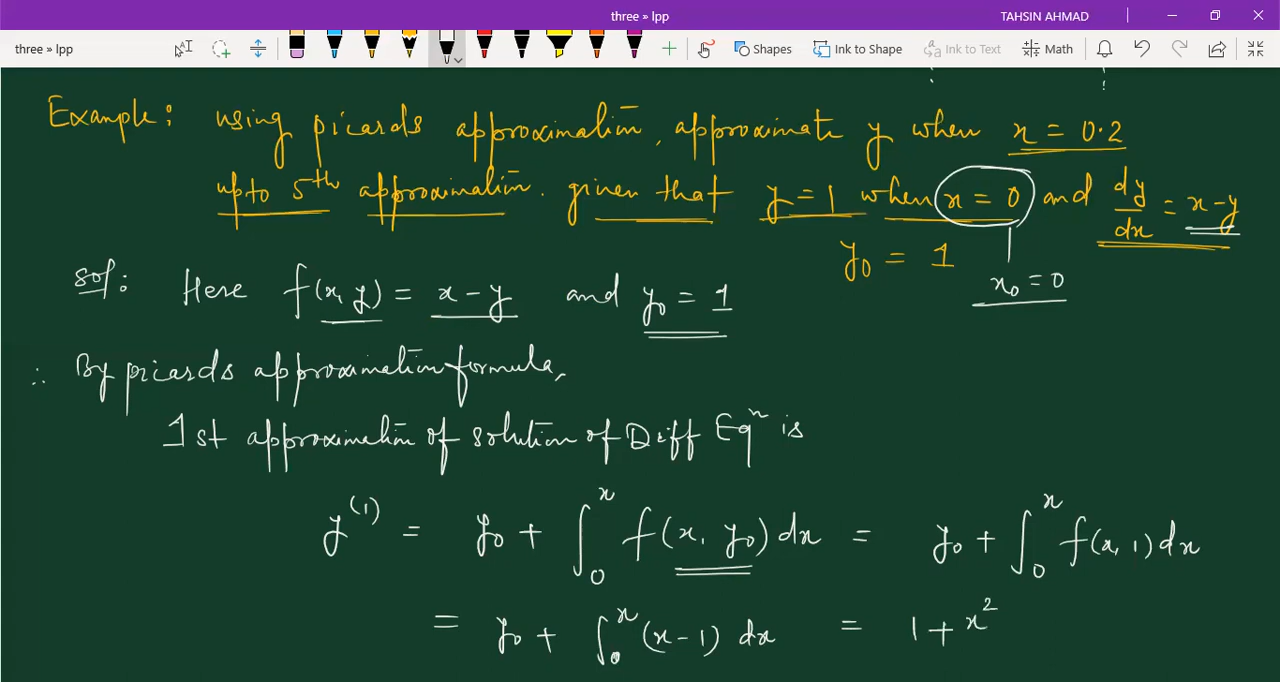 three » lpp
TAHSIN AHMAD
three » lpp
Shapes
Ink to Shape
Ink to Text
Math
Example: using picards approximation, approximate y when x = 0.2
upto 5th approximation. given that y = 1 when x = 0 and dy/dx = x - y
y₀ = 1
x₀ = 0
Sol: Here f(x, y) = x - y and y₀ = 1
∴ By picards approximation formula,
1st approximation of solution of Diff Eqⁿ is
y⁽¹⁾ = y₀ + ∫₀ˣ f(x, y₀) dx = y₀ + ∫₀ˣ f(x, 1) dx
= y₀ + ∫₀ˣ (x - 1) dx = 1 + x²